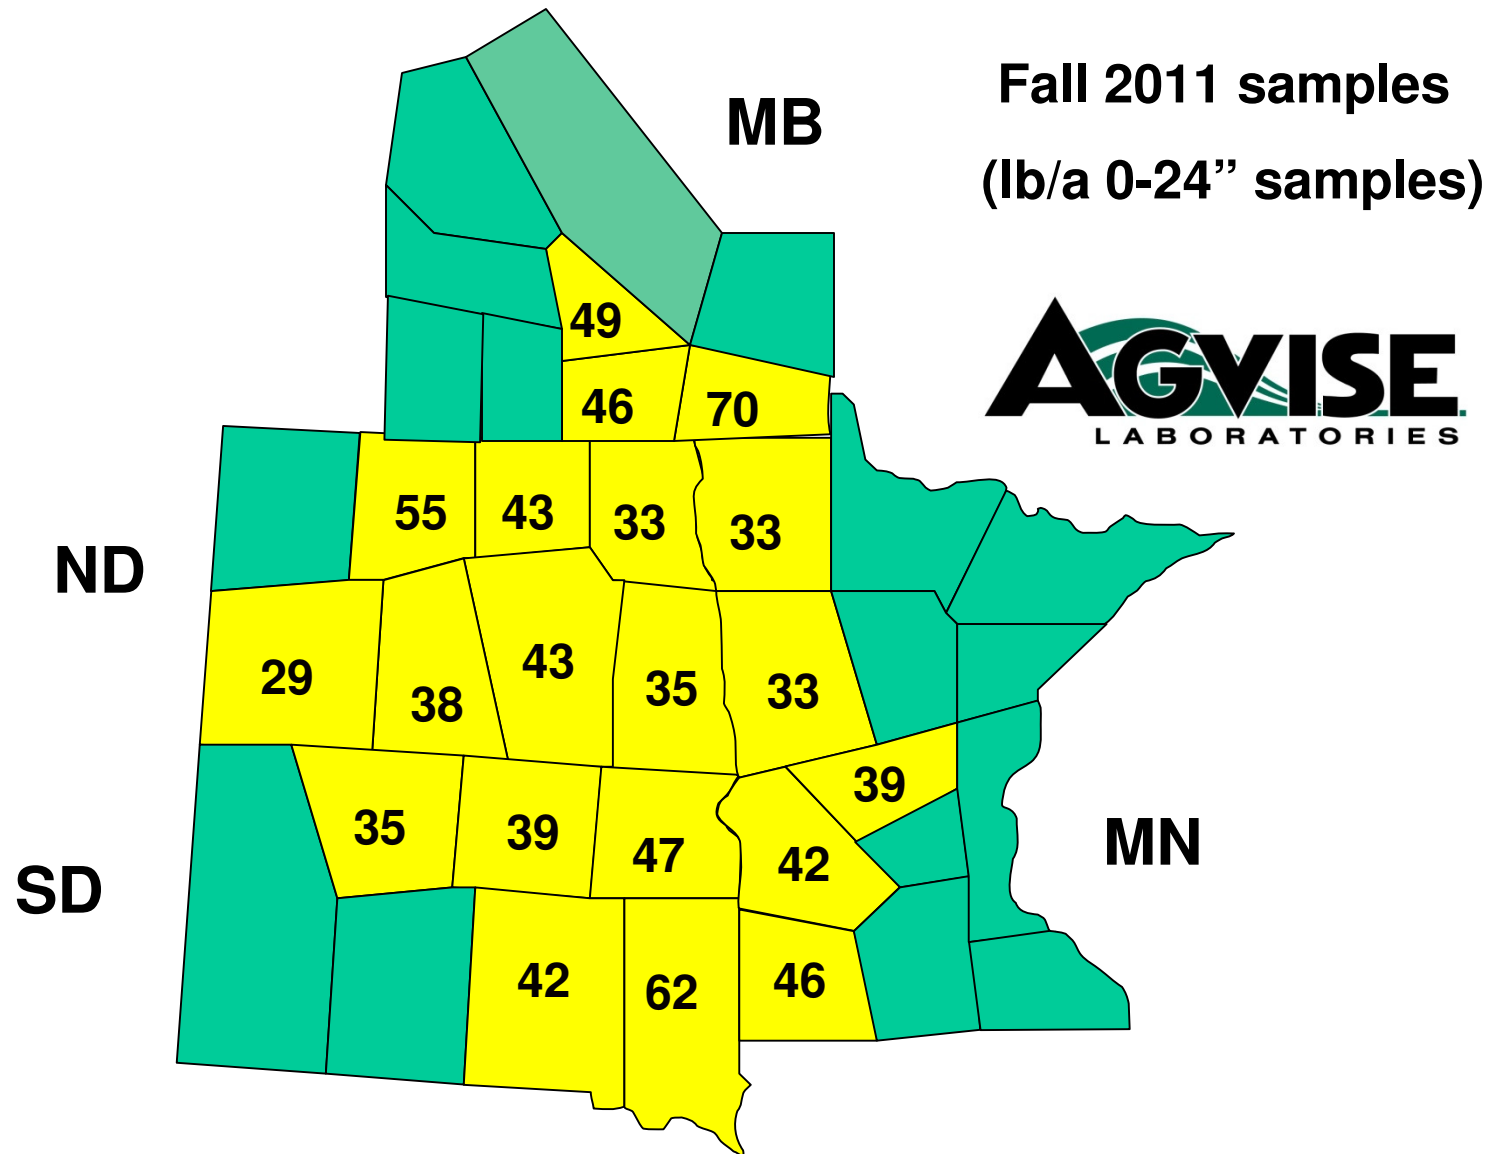 Fall 2011 samples
MB
(lb/a 0-24” samples)
49
AGVISE
46 70
LABORATORIES
55 43 33 33
ND
29 38 43 35 33
39
35 39 47 42
MN
SD
42 62 46